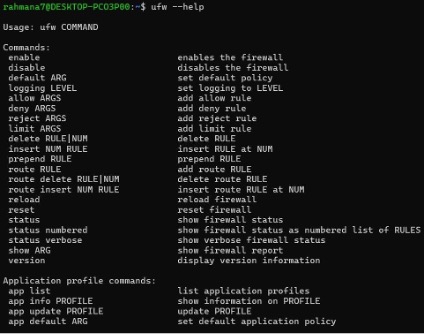 rahmana7@DESKTOP-PCO3P00:~$ ufw --help
Usage: ufw COMMAND
Commands:
enable enables the firewall
disable disables the firewall
default ARG set default policy
logging LEVEL set logging to LEVEL
allow ARGS add allow rule
deny ARGS add deny rule
reject ARGS add reject rule
limit ARGS add limit rule
delete RULE|NUM delete RULE
insert NUM RULE insert RULE at NUM
prepend RULE prepend RULE
route RULE add route RULE
route delete RULE|NUM delete route RULE
route insert NUM RULE insert route RULE at NUM
reload reload firewall
reset reset firewall
status show firewall status
status numbered show firewall status as numbered list of RULES
status verbose show verbose firewall status
show ARG show firewall report
version display version information
Application profile commands:
app list list application profiles
app info PROFILE show information on PROFILE
app update PROFILE update PROFILE
app default ARG set default application policy